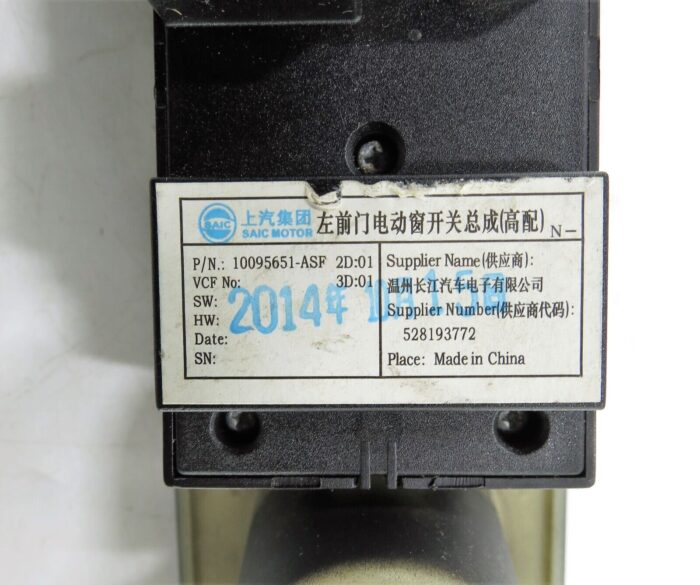 SAIC
上汽集团
SAIC MOTOR
左前门电动窗开关总成(高配)
N-
P/N.: 10095651-ASF 2D:01
VCF No: 3D:01
SW:
HW:
Date:
SN:
2014年
Supplier Name(供应商):
温州长江汽车电子有限公司
Supplier Number(供应商代码):
528193772
Place: Made in China